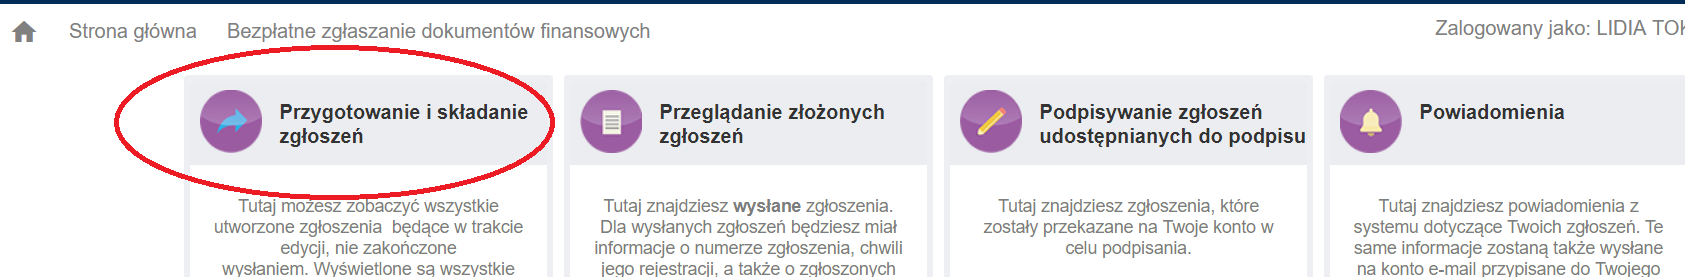 Strona główna Bezpłatne zgłaszanie dokumentów finansowych
Zalogowany jako: LIDIA
Przygotowanie i składanie
zgłoszeń
Tutaj możesz zobaczyć wszystkie
utworzone zgłoszenia będące w trakcie
edycji, nie zakończone
wysłaniem. Wyświetlone są wszystkie
Przeglądanie złożonych
zgłoszeń
Tutaj znajdziesz wysłane zgłoszenia.
Dla wysłanych zgłoszeń będziesz miał
informacje o numerze zgłoszenia, chwili
jego rejestracji, a także o zgłoszonych
Podpisywanie zgłoszeń
udostępnianych do podpisu
Tutaj znajdziesz zgłoszenia, które
zostały przekazane na Twoje konto w
celu podpisania.
Powiadomienia
Tutaj znajdziesz powiadomienia z
systemu dotyczące Twoich zgłoszeń. Te
same informacje zostaną także wysłane
na konto e-mail przypisane do Twojego